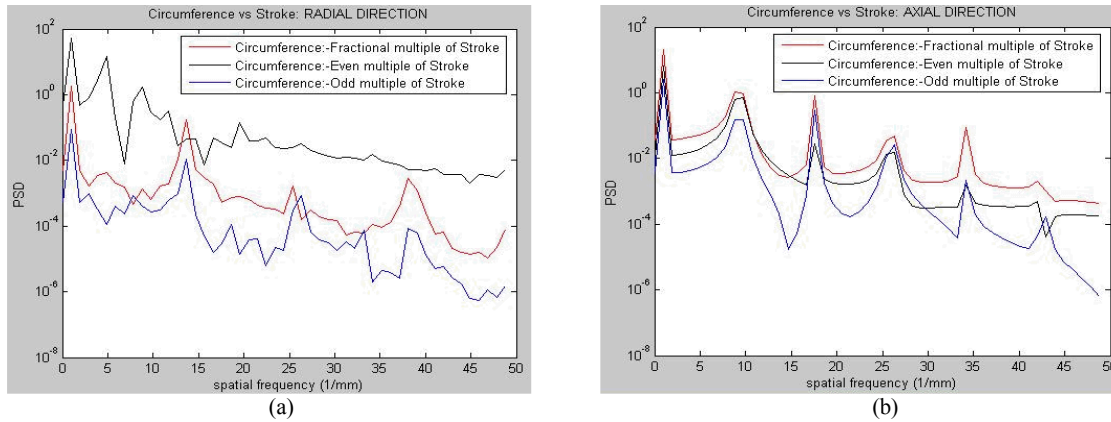 Circumference vs Stroke: RADIAL DIRECTION
10^2
10^0
10^-2
10^-4
10^-6
10^-8
PSD
Circumference:-Fractional multiple of Stroke
Circumference:-Even multiple of Stroke
Circumference:-Odd multiple of Stroke
0 5 10 15 20 25 30 35 40 45 50
spatial frequency (1/mm)
(a)
Circumference vs Stroke: AXIAL DIRECTION
10^2
10^0
10^-2
10^-4
10^-6
10^-8
PSD
Circumference:-Fractional multiple of Stroke
Circumference:-Even multiple of Stroke
Circumference:-Odd multiple of Stroke
0 5 10 15 20 25 30 35 40 45 50
spatial frequency (1/mm)
(b)